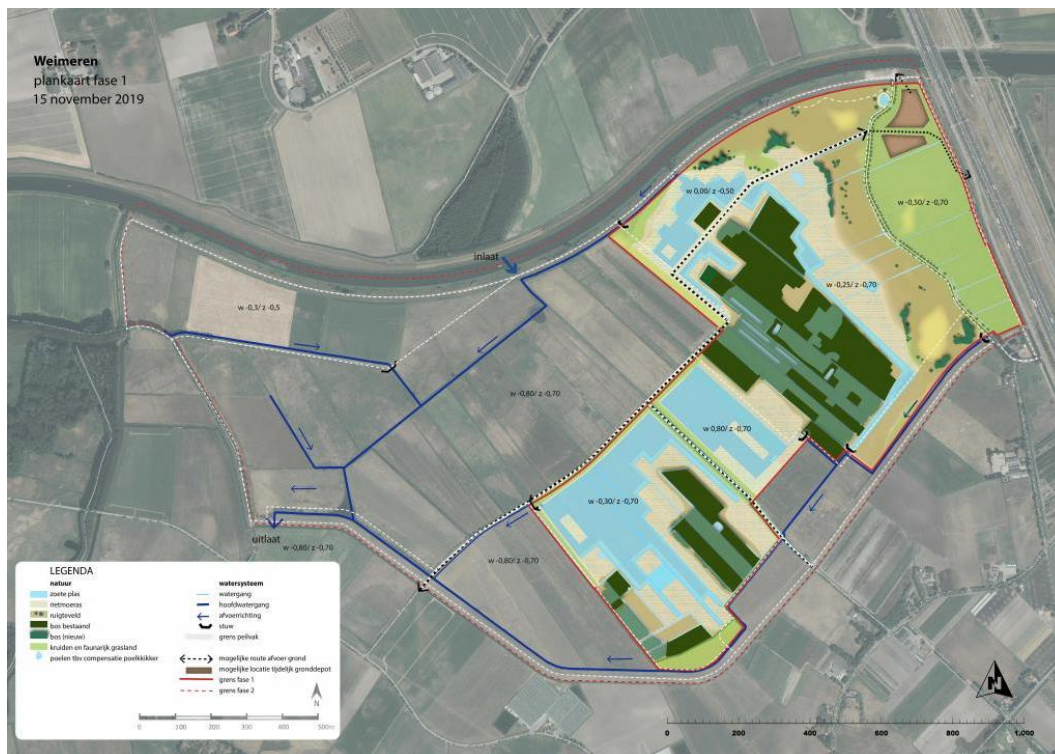 Weimeren
plankaart fase 1
15 november 2019
inlaat
w 0,00/ z -0,50
w -0,50/ z -0,70
w -0,25/ z -0,70
w -0,3/ z -0,5
w -0,80/ z -0,70
w 0,80/ z -0,70
w -0,30/ z -0,70
uitlaat
w -0,80/ z -0,70
w -0,80/ z -0,70
LEGENDA
natuur
zoete plas
rietmoeras
ruigteveld
bos bestaand
bos (nieuw)
kruiden en faunarijk grasland
poelen tbv compensatie poelkikker
watersysteem
watergang
hoofdwatergang
afvoerrichting
stuw
grens peilvak
mogelijke route afvoer grond
mogelijke locatie tijdelijk gronddepot
grens fase 1
grens fase 2
N
0 100 200 300 400 500m
N
0 200 400 600 800 1.000